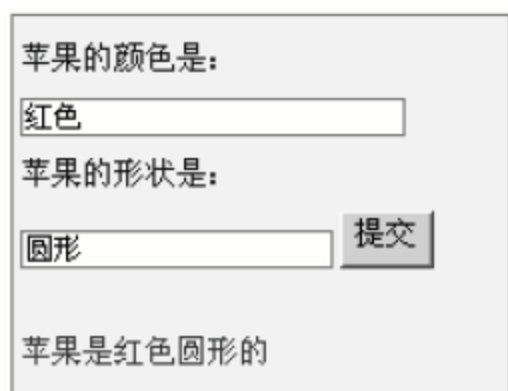 苹果的颜色是：
红色
苹果的形状是：
圆形 提交
苹果是红色圆形的